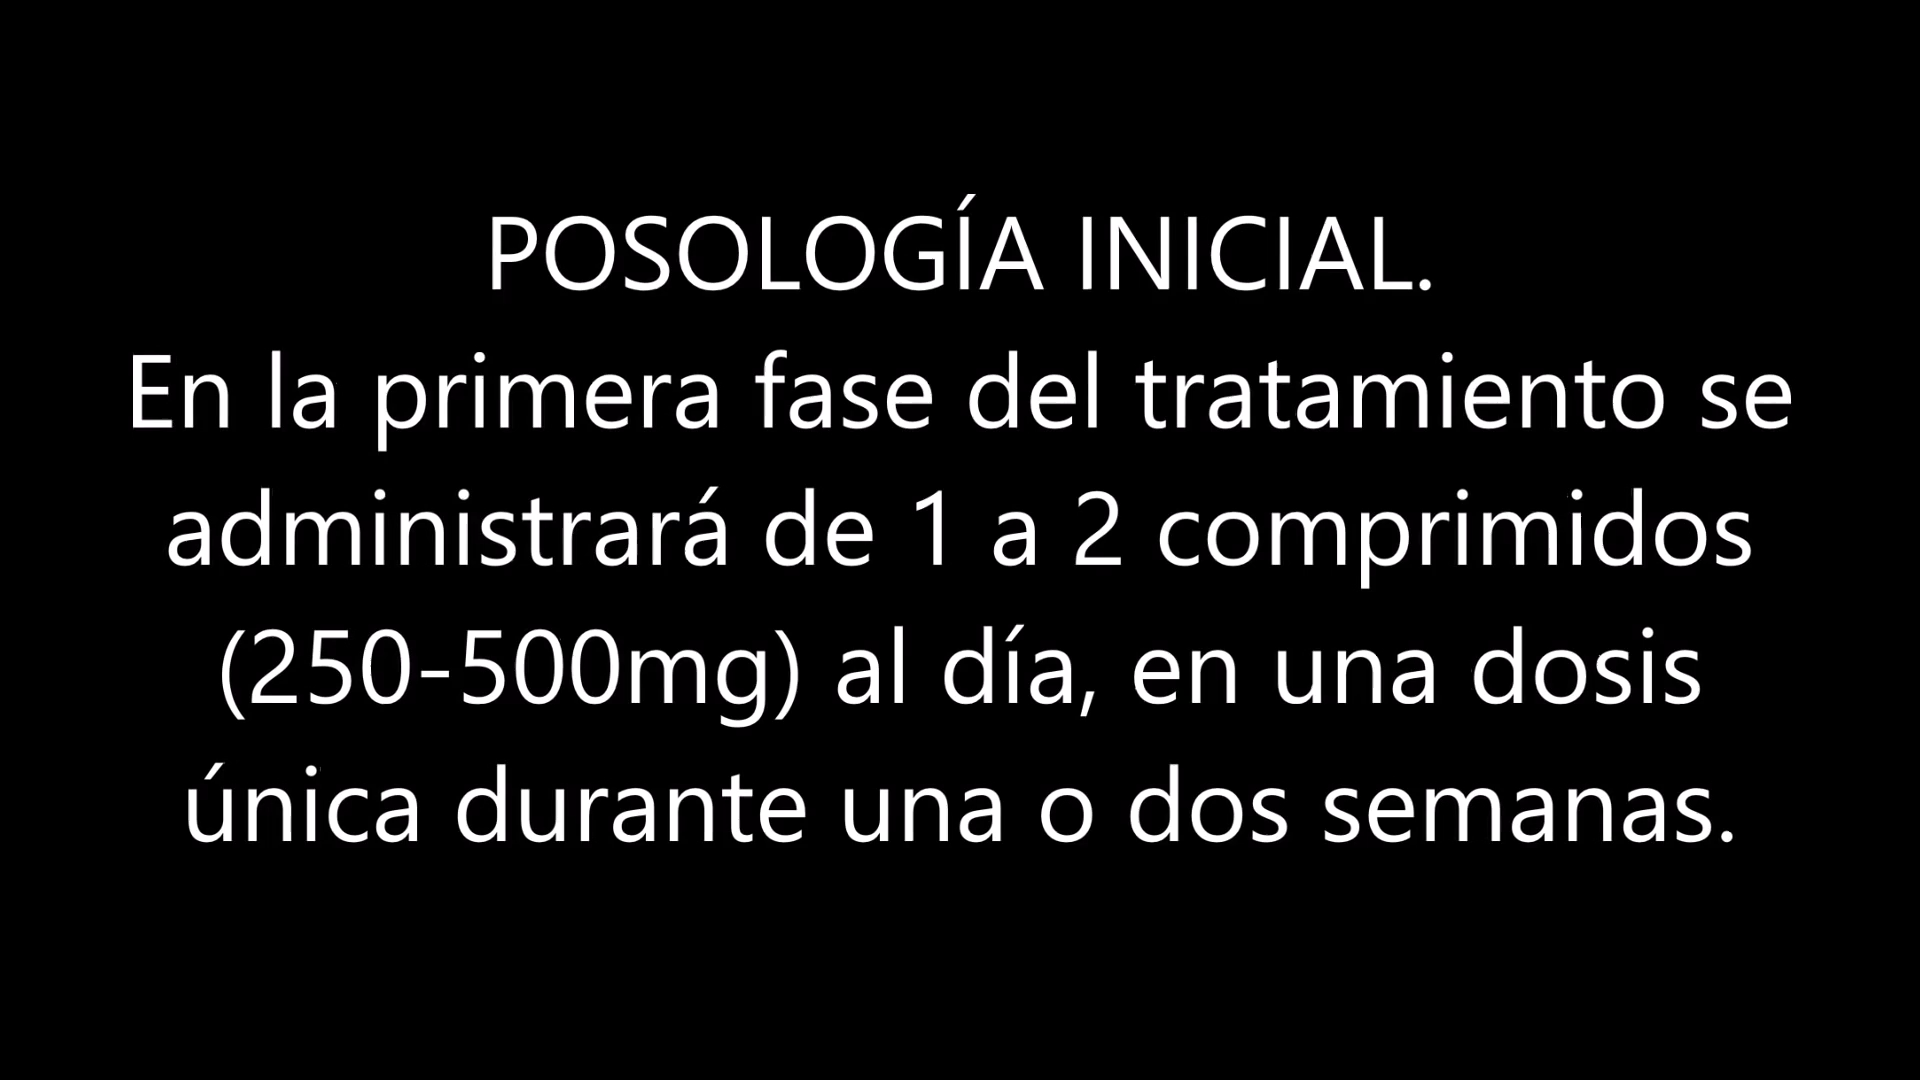 POSOLOGÍA INICIAL.
En la primera fase del tratamiento se
administrará de 1 a 2 comprimidos
(250-500mg) al día, en una dosis
única durante una o dos semanas.